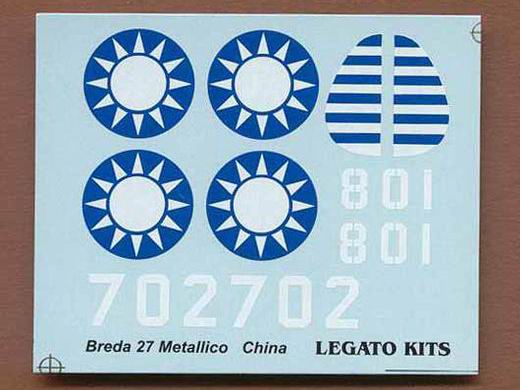 801
801
702702
Breda 27 Metallico China LEGATO KITS